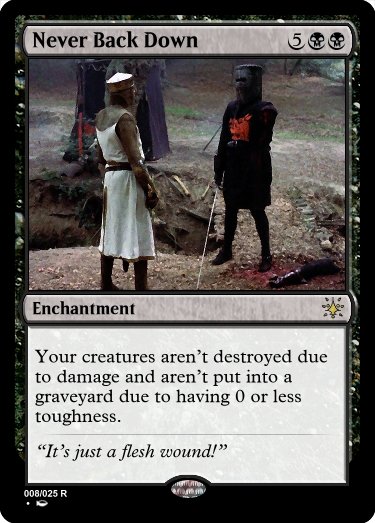 Never Back Down 5
Enchantment
Your creatures aren't destroyed due
to damage and aren't put into a
graveyard due to having 0 or less
toughness.
“It's just a flesh wound!”
008/025 R